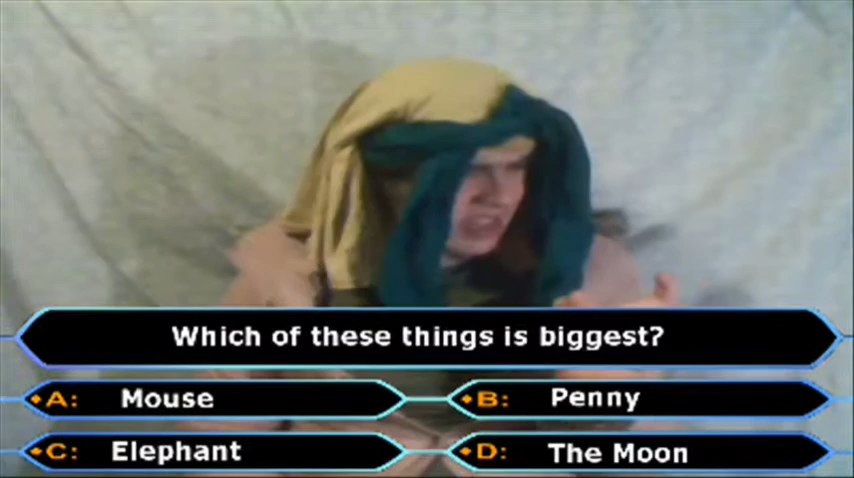 Which of these things is biggest?
A: Mouse
B: Penny
C: Elephant
D: The Moon